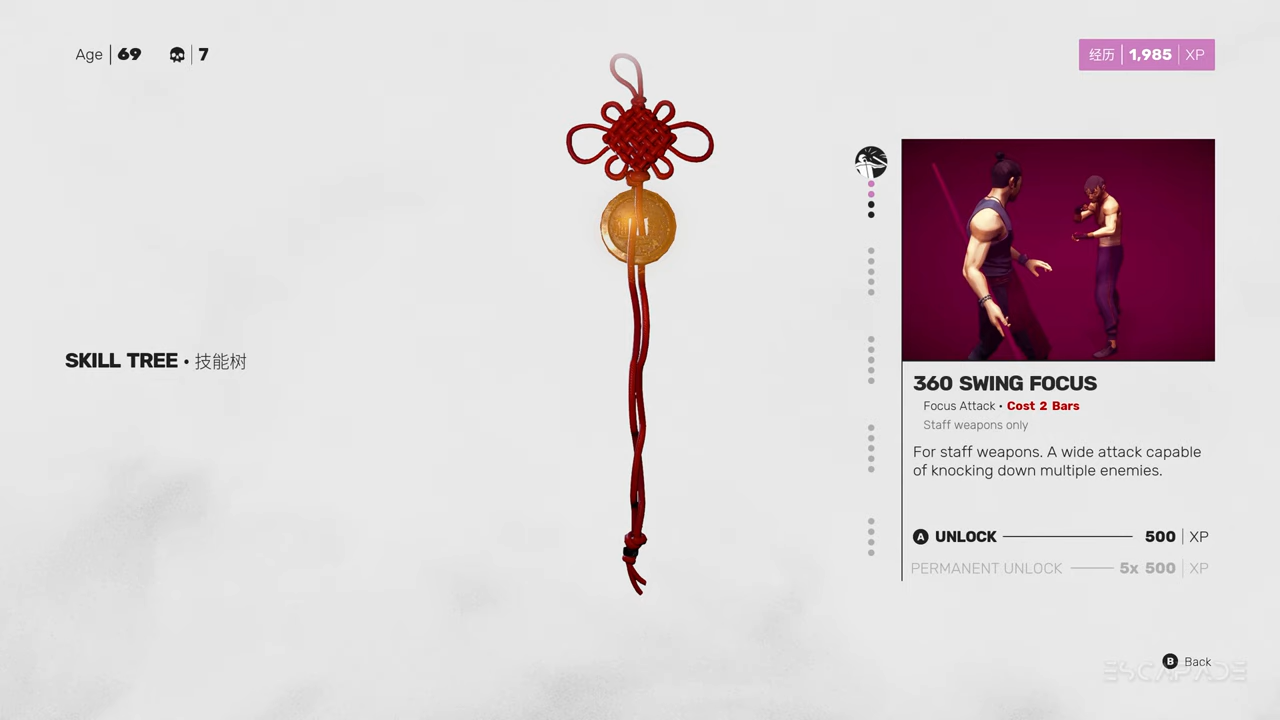 Age 69 7
经历 1,985 XP
SKILL TREE • 技能树
360 SWING FOCUS
Focus Attack • Cost 2 Bars
Staff weapons only
For staff weapons. A wide attack capable
of knocking down multiple enemies.
A UNLOCK 500 XP
PERMANENT UNLOCK 5x 500 XP
B Back
ESCAPADE